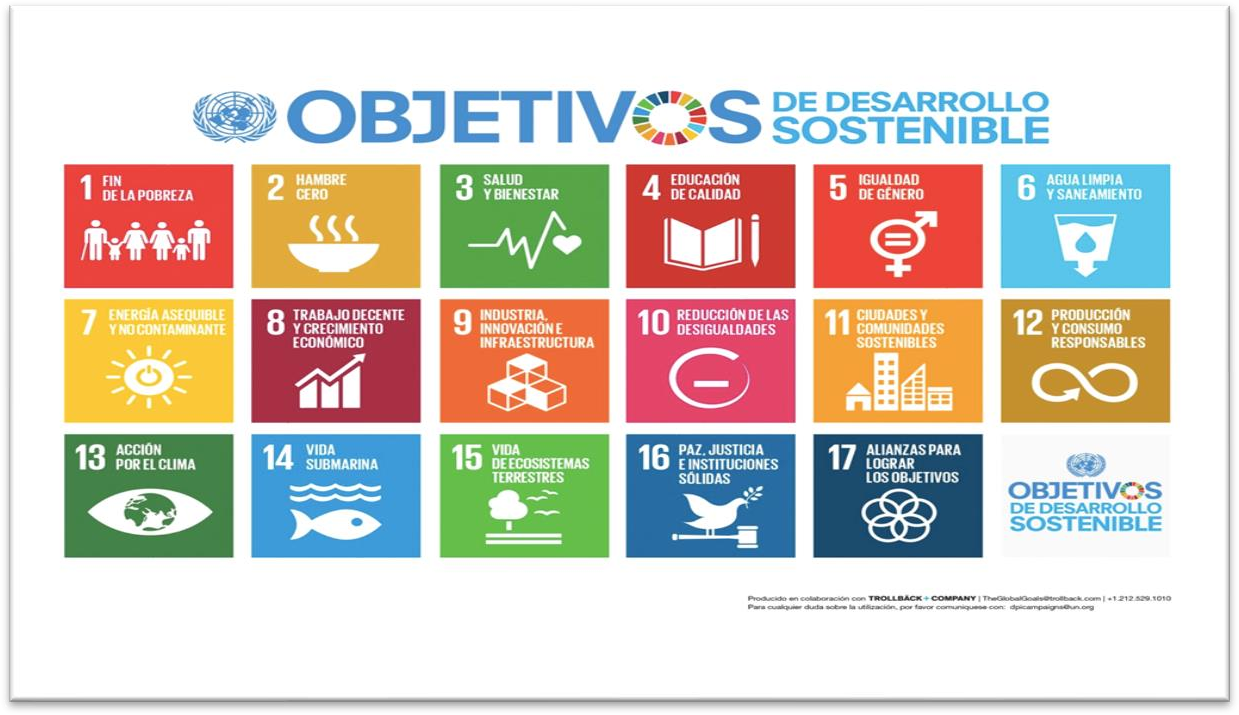 OBJETIVOS DE DESARROLLO
SOSTENIBLE
1 FIN
DE LA POBREZA
2 HAMBRE
CERO
3 SALUD
Y BIENESTAR
4 EDUCACIÓN
DE CALIDAD
5 IGUALDAD
DE GÉNERO
6 AGUA LIMPIA
Y SANEAMIENTO
7 ENERGÍA ASEQUIBLE
Y NO CONTAMINANTE
8 TRABAJO DECENTE
Y CRECIMIENTO
ECONÓMICO
9 INDUSTRIA,
INNOVACIÓN E
INFRAESTRUCTURA
10 REDUCCIÓN DE LAS
DESIGUALDADES
11 CIUDADES Y
COMUNIDADES
SOSTENIBLES
12 PRODUCCIÓN
Y CONSUMO
RESPONSABLES
13 ACCIÓN
POR EL CLIMA
14 VIDA
SUBMARINA
15 VIDA
DE ECOSISTEMAS
TERRESTRES
16 PAZ, JUSTICIA
E INSTITUCIONES
SÓLIDAS
17 ALIANZAS PARA
LOGRAR
LOS OBJETIVOS
OBJETIVOS
DE DESARROLLO
SOSTENIBLE
Producido en colaboración con TROLLBÄCK + COMPANY | TheGlobalGoals@trollback.com | +1.212.529.1010
Para cualquier duda sobre la utilización, por favor comuniquese con: dpicampaigns@un.org